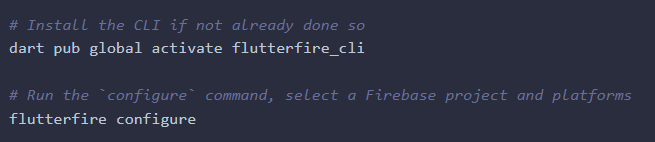 # Install the CLI if not already done so
dart pub global activate flutterfire_cli
# Run the `configure` command, select a Firebase project and platforms
flutterfire configure